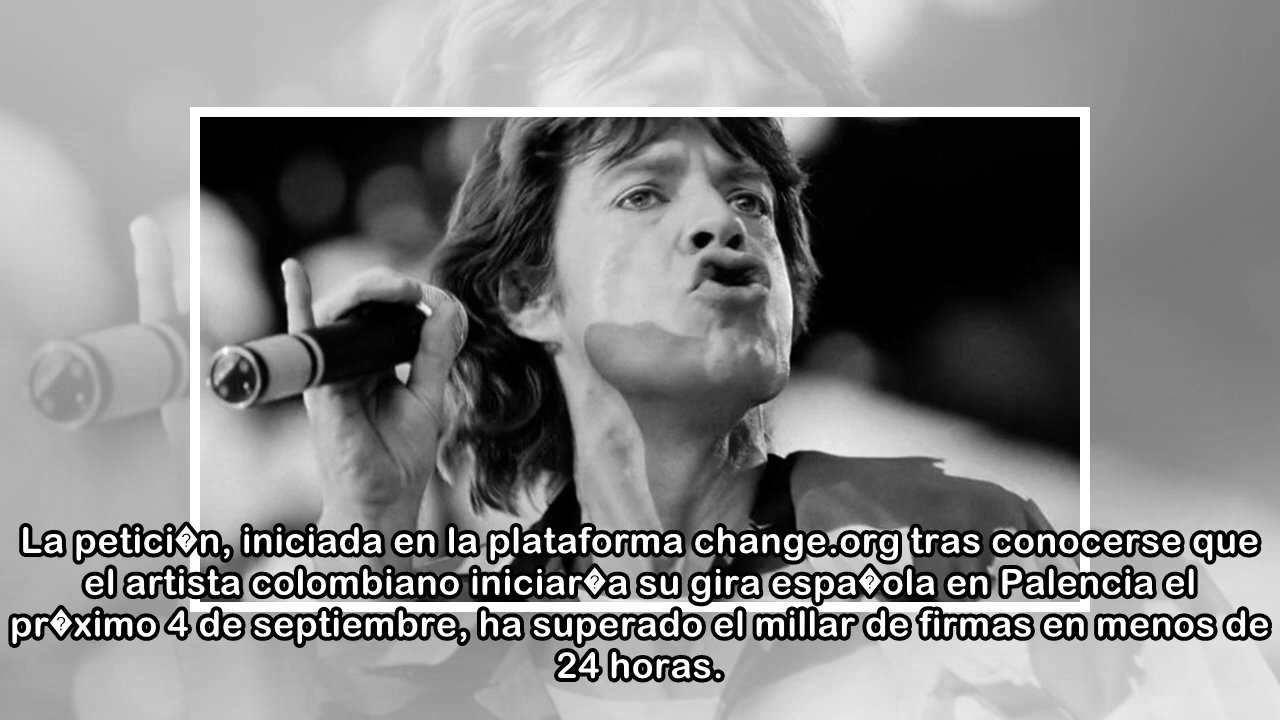 La petici�n, iniciada en la plataforma change.org tras conocerse que
el artista colombiano iniciar�a su gira espa�ola en Palencia el
pr�ximo 4 de septiembre, ha superado el millar de firmas en menos de
24 horas.